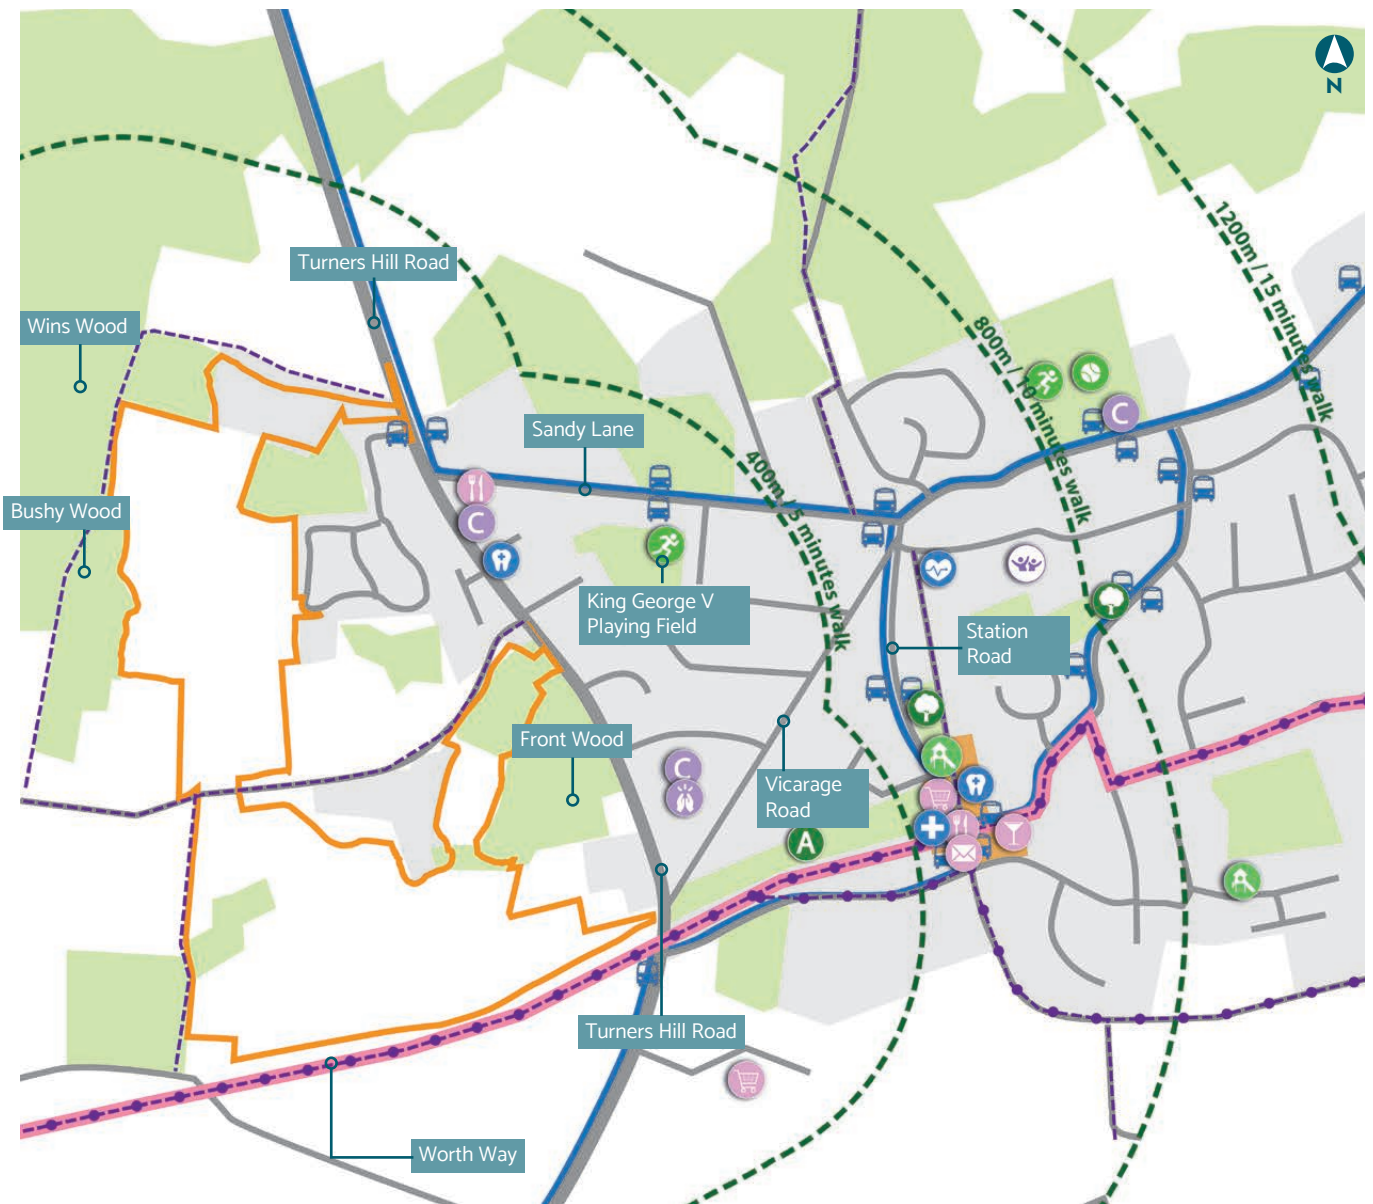 N
1200m / 15 minutes walk
Turners Hill Road
Wins Wood
800m / 10 minutes walk
C
Sandy Lane
400m / 5 minutes walk
Bushy Wood
C
King George V
Playing Field
Station
Road
Front Wood
Vicarage
Road
C
A
Turners Hill Road
Worth Way